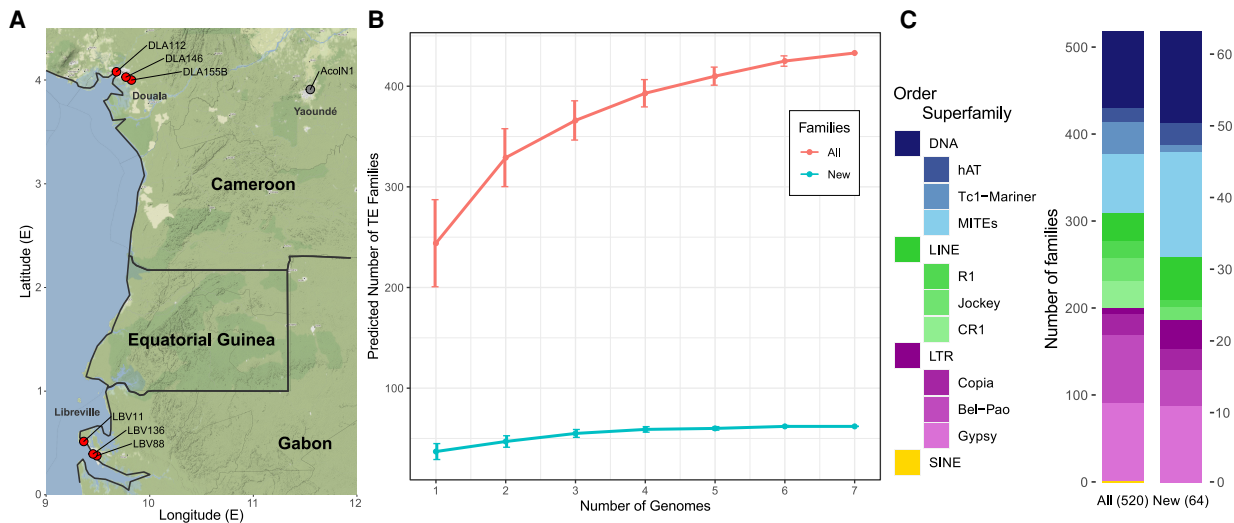 A
DLA112
DLA146
DLA155B
Douala
AcolN1
Yaoundé
Cameroon
Equatorial Guinea
Libreville
LBV11
LBV136
LBV88
Gabon
Latitude (E)
4
3
2
1
0
9
10
11
12
Longitude (E)
B
Predicted Number of TE Families
400
300
200
100
1
2
3
4
5
6
7
Number of Genomes
Families
All
New
C
Order
Superfamily
DNA
hAT
Tc1−Mariner
MITEs
LINE
R1
Jockey
CR1
LTR
Copia
Bel−Pao
Gypsy
SINE
Number of families
500
400
300
200
100
0
60
50
40
30
20
10
0
All (520)
New (64)